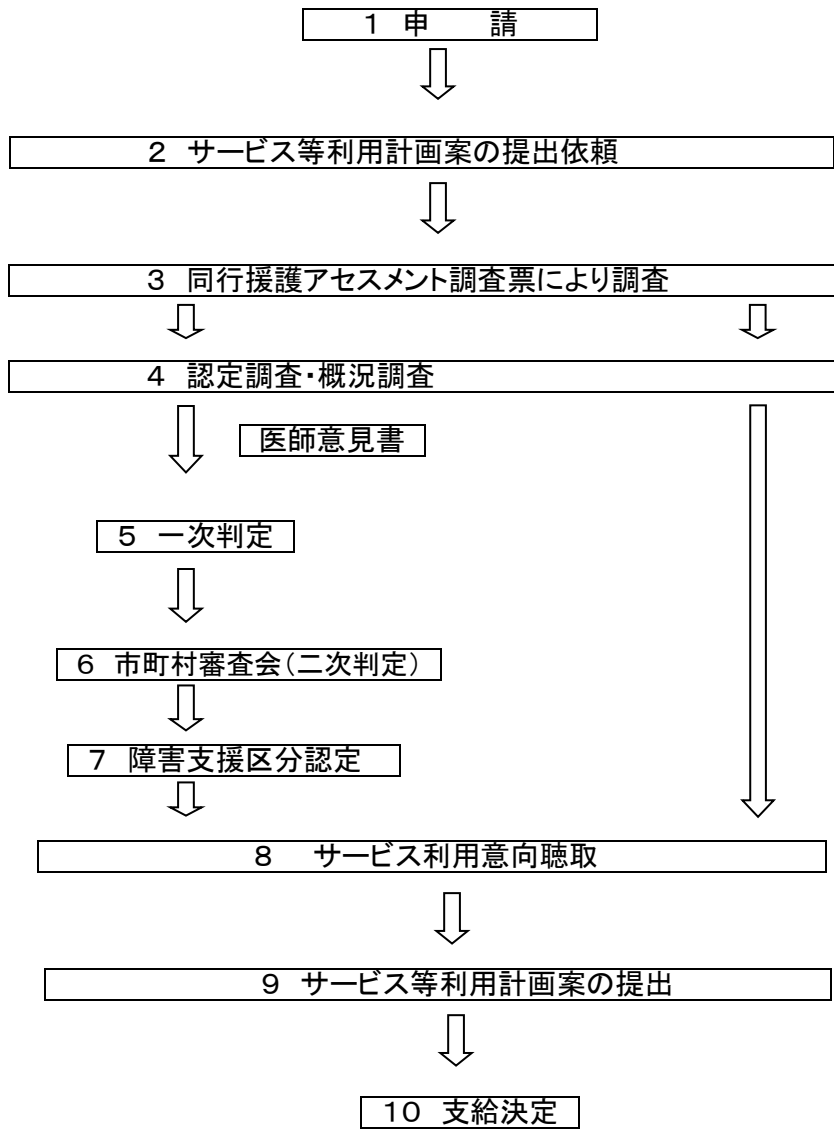 １ 申　　請
２ サービス等利用計画案の提出依頼
３ 同行援護アセスメント調査票により調査
４ 認定調査・概況調査
医師意見書
５ 一次判定
６ 市町村審査会（二次判定）
７ 障害支援区分認定
８　サービス利用意向聴取
９ サービス等利用計画案の提出
１０ 支給決定